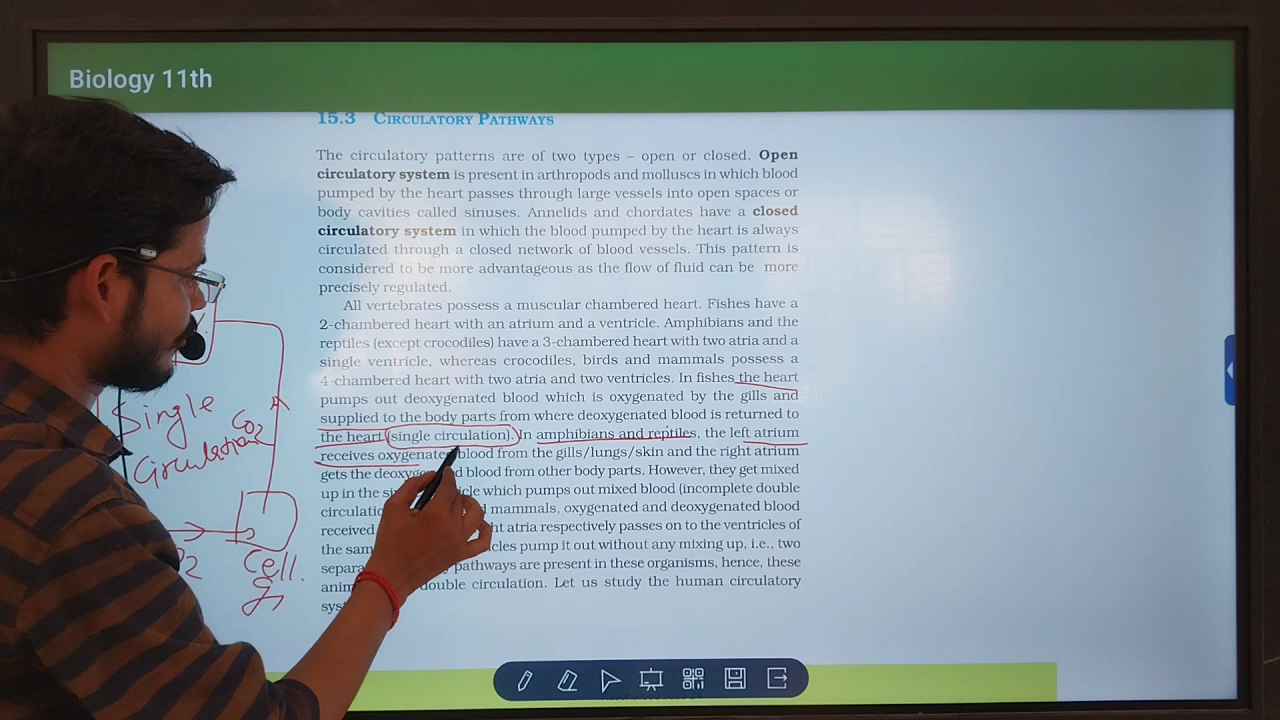 Biology 11th
15.3 CIRCULATORY PATHWAYS
The circulatory patterns are of two types – open or closed. Open
circulatory system is present in arthropods and molluscs in which blood
pumped by the heart passes through large vessels into open spaces or
body cavities called sinuses. Annelids and chordates have a closed
circulatory system in which the blood pumped by the heart is always
circulated through a closed network of blood vessels. This pattern is
considered to be more advantageous as the flow of fluid can be more
precisely regulated.
All vertebrates possess a muscular chambered heart. Fishes have a
2-chambered heart with an atrium and a ventricle. Amphibians and the
reptiles (except crocodiles) have a 3-chambered heart with two atria and a
single ventricle, whereas crocodiles, birds and mammals possess a
4-chambered heart with two atria and two ventricles. In fishes the heart
pumps out deoxygenated blood which is oxygenated by the gills and
supplied to the body parts from where deoxygenated blood is returned to
the heart (single circulation). In amphibians and reptiles, the left atrium
receives oxygenated blood from the gills/lungs/skin and the right atrium
gets the blood from other body parts. However, they get mixed
up in the which pumps out mixed blood (incomplete double
mammals, oxygenated and deoxygenated blood
received atria respectively passes on to the ventricles of
the pump it out without any mixing up, i.e., two
pathways are present in these organisms, hence, these
double circulation. Let us study the human circulatory
Single
Circulation
CO2
Cell